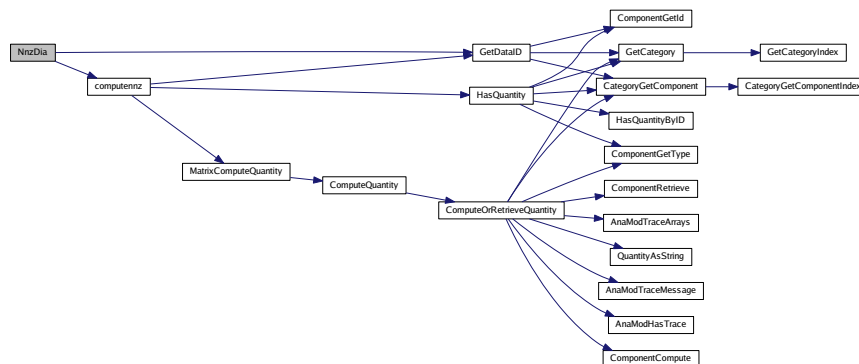 NnzDia
computennz
GetDataID
HasQuantity
MatrixComputeQuantity
ComputeQuantity
ComputeOrRetrieveQuantity
ComponentGetId
GetCategory
GetCategoryIndex
CategoryGetComponent
CategoryGetComponentIndex
HasQuantityByID
ComponentGetType
ComponentRetrieve
AnaModTraceArrays
QuantityAsString
AnaModTraceMessage
AnaModHasTrace
ComponentCompute